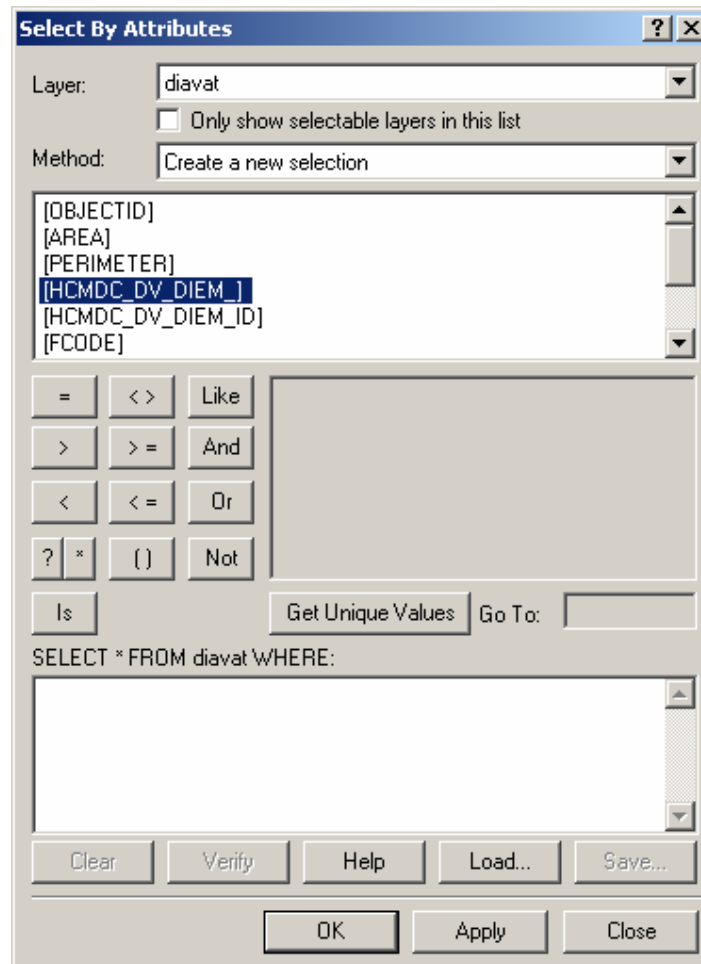 Select By Attributes ? X
Layer: diavat
Only show selectable layers in this list
Method: Create a new selection
[OBJECTID]
[AREA]
[PERIMETER]
[HCMDC_DV_DIEM_]
[HCMDC_DV_DIEM_ID]
[FCODE]
= < > Like
> > = And
< < = Or
? * ( ) Not
Is Get Unique Values Go To:
SELECT * FROM diavat WHERE:
Clear Verify Help Load... Save...
OK Apply Close